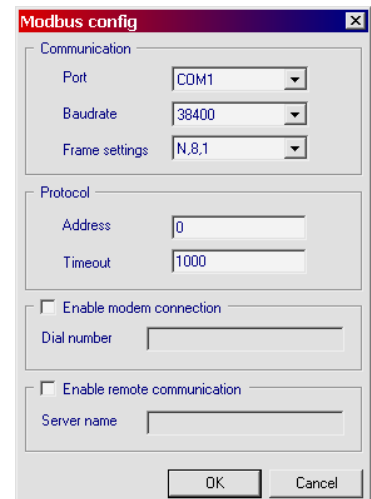 Modbus config
Communication
Port COM1
Baudrate 38400
Frame settings N,8,1
Protocol
Address 0
Timeout 1000
Enable modem connection
Dial number
Enable remote communication
Server name
OK Cancel